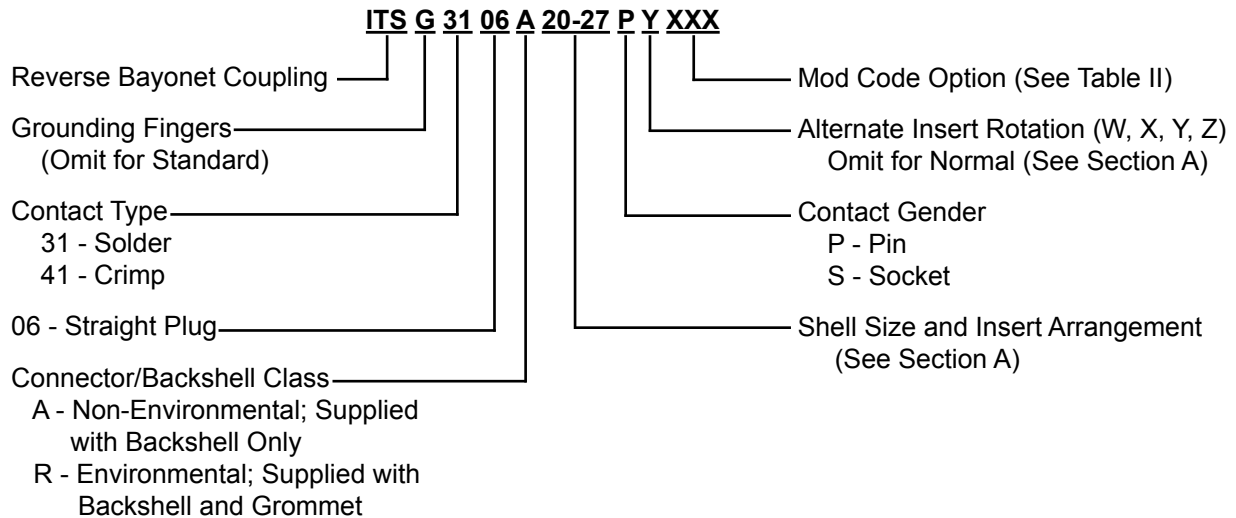 ITS G 31 06 A 20-27 P Y XXX
Reverse Bayonet Coupling
Grounding Fingers
(Omit for Standard)
Contact Type
31 - Solder
41 - Crimp
06 - Straight Plug
Connector/Backshell Class
A - Non-Environmental; Supplied
with Backshell Only
R - Environmental; Supplied with
Backshell and Grommet
Mod Code Option (See Table II)
Alternate Insert Rotation (W, X, Y, Z)
Omit for Normal (See Section A)
Contact Gender
P - Pin
S - Socket
Shell Size and Insert Arrangement
(See Section A)